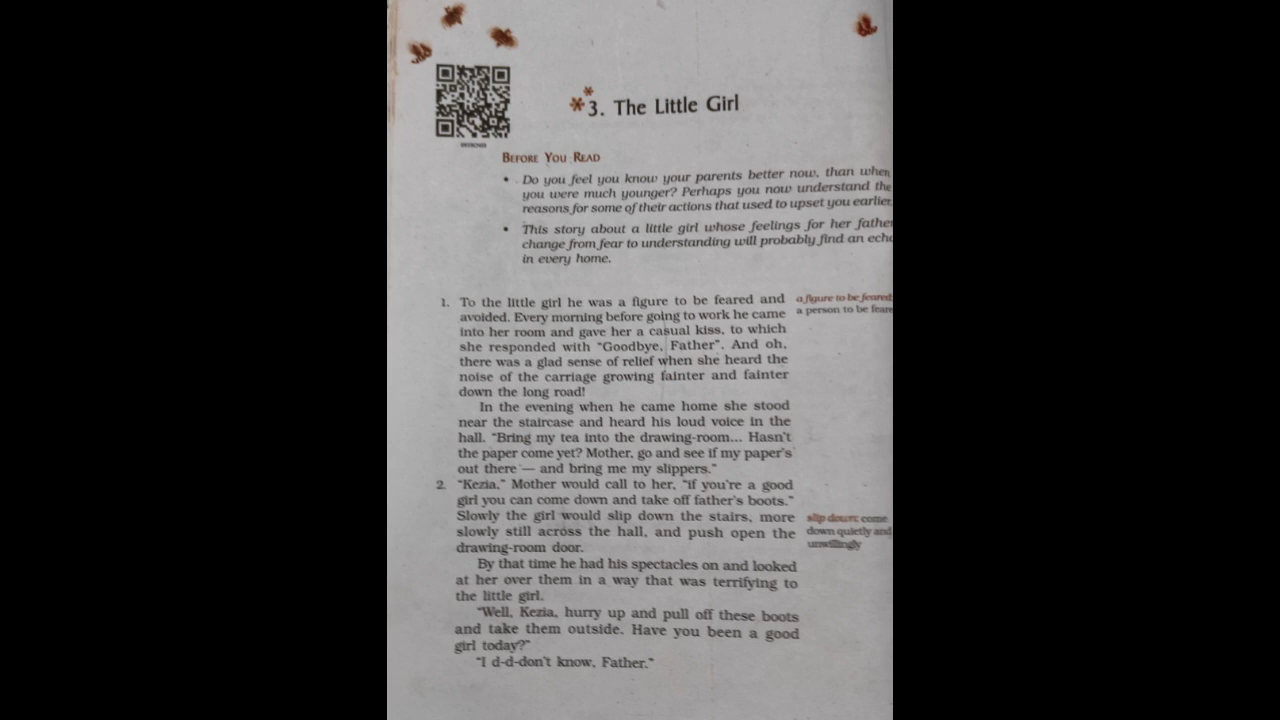 3. The Little Girl
BEFORE YOU READ
• Do you feel you know your parents better now, than when
you were much younger? Perhaps you now understand the
reasons for some of their actions that used to upset you earlier
• This story about a little girl whose feelings for her father
change from fear to understanding will probably find an echo
in every home.
1. To the little girl he was a figure to be feared and
avoided. Every morning before going to work he came
into her room and gave her a casual kiss, to which
she responded with “Goodbye, Father”. And oh,
there was a glad sense of relief when she heard the
noise of the carriage growing fainter and fainter
down the long road!
In the evening when he came home she stood
near the staircase and heard his loud voice in the
hall. “Bring my tea into the drawing-room... Hasn’t
the paper come yet? Mother, go and see if my paper’s
out there — and bring me my slippers.”
2. “Kezia,” Mother would call to her, “if you’re a good
girl you can come down and take off father’s boots.”
Slowly the girl would slip down the stairs, more
slowly still across the hall, and push open the
drawing-room door.
By that time he had his spectacles on and looked
at her over them in a way that was terrifying to
the little girl.
“Well, Kezia, hurry up and pull off these boots
and take them outside. Have you been a good
girl today?”
“I d-d-don’t know, Father.”
a figure to be feared
a person to be feare
slip down: come
down quietly and
unwillingly